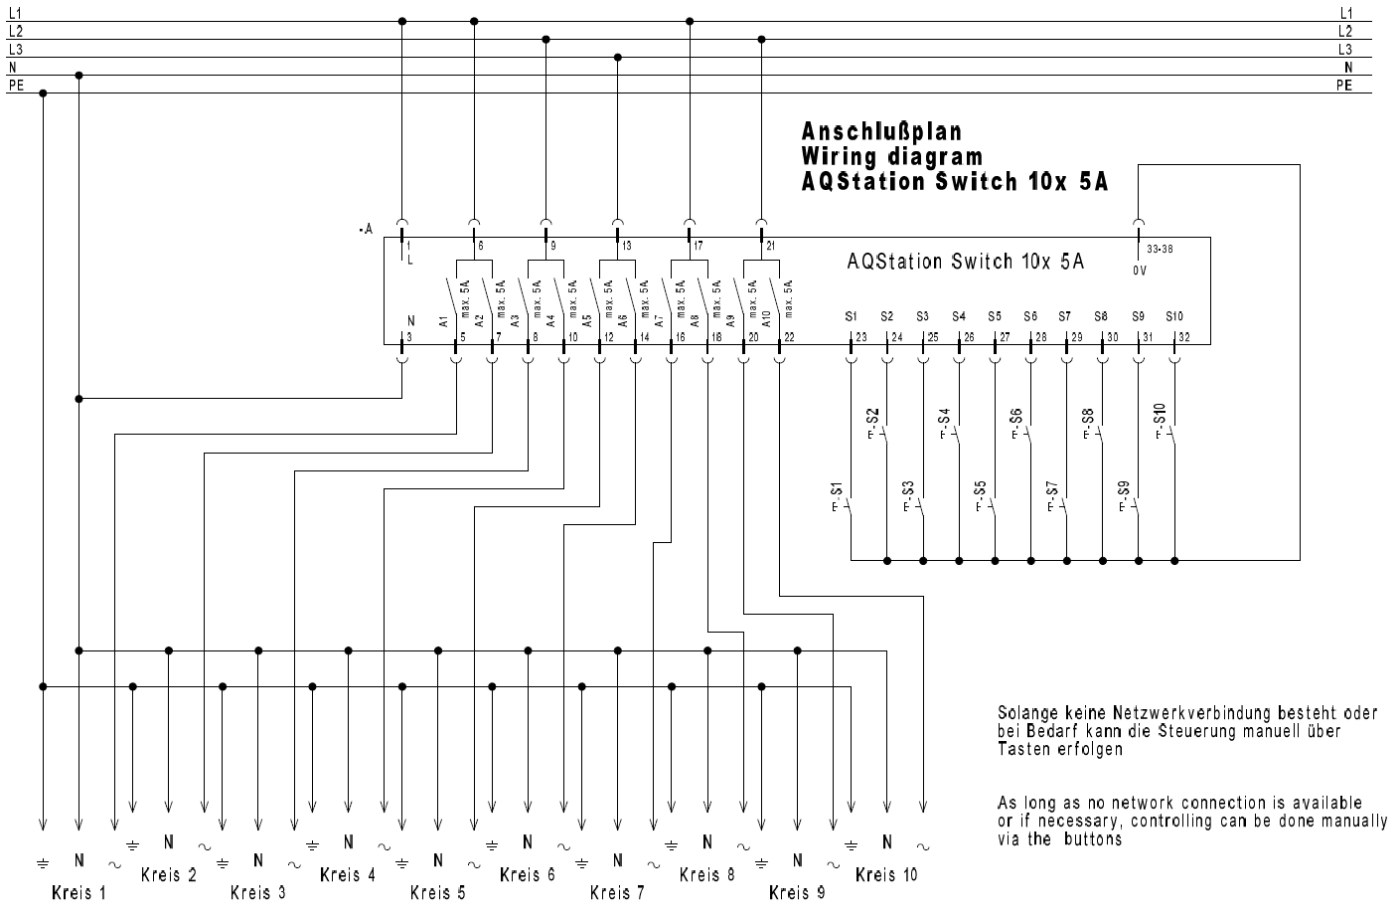 L1 L1
L2 L2
L3 L3
N N
PE PE
Anschlußplan
Wiring diagram
AQStation Switch 10x 5A
-A
1 6 9 13 17 21 33-38
L AQStation Switch 10x 5A 0V
A1 max. 5A A2 max. 5A A3 max. 5A A4 max. 5A A5 max. 5A A6 max. 5A A7 max. 5A A8 max. 5A A9 max. 5A A10 max. 5A
N S1 S2 S3 S4 S5 S6 S7 S8 S9 S10
3 5 7 8 10 12 14 16 18 20 22 23 24 25 26 27 28 29 30 31 32
-S2 -S4 -S6 -S8 -S10
-S1 -S3 -S5 -S7 -S9
Solange keine Netzwerkverbindung besteht oder
bei Bedarf kann die Steuerung manuell über
Tasten erfolgen
As long as no network connection is available
or if necessary, controlling can be done manually
via the buttons
N N N N N
N N N N N
Kreis 2 Kreis 4 Kreis 6 Kreis 8 Kreis 10
Kreis 1 Kreis 3 Kreis 5 Kreis 7 Kreis 9